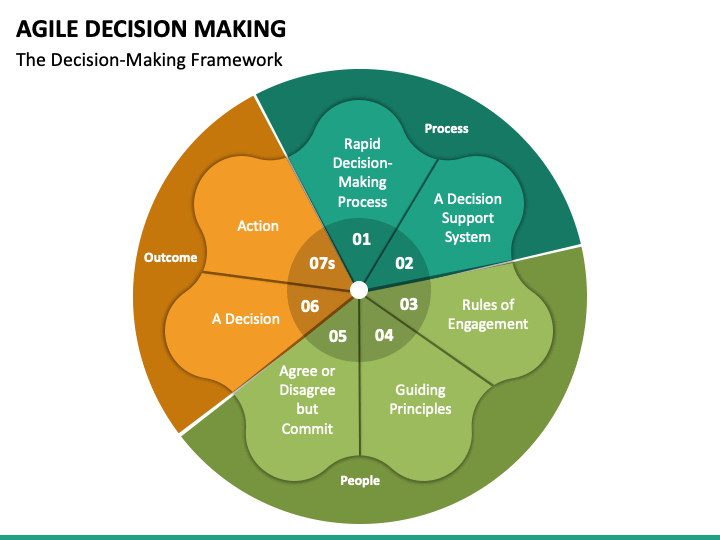 AGILE DECISION MAKING
The Decision-Making Framework
Process
Rapid
Decision-
Making
Process
01
A Decision
Support
System
02
Rules of
Engagement
03
Guiding
Principles
04
People
Agree or
Disagree
but
Commit
05
A Decision
06
Outcome
Action
07s